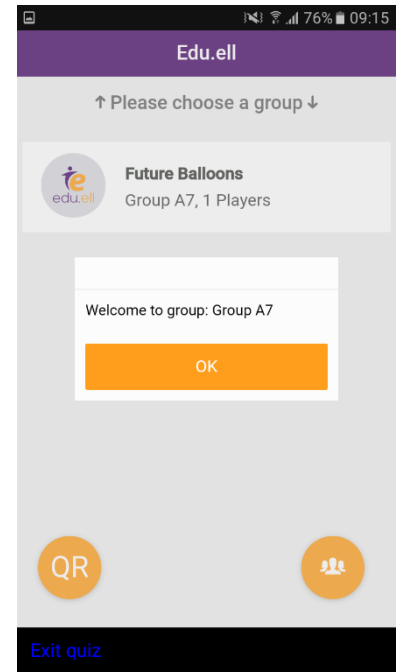 76% 09:15
Edu.ell
↑ Please choose a group ↓
e
edu.ell
Future Balloons
Group A7, 1 Players
Welcome to group: Group A7
OK
QR
Exit quiz